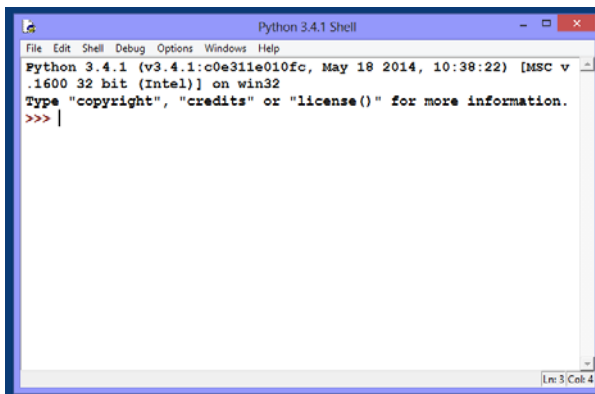 Python 3.4.1 Shell
File Edit Shell Debug Options Windows Help
Python 3.4.1 (v3.4.1:c0e311e010fc, May 18 2014, 10:38:22) [MSC v
.1600 32 bit (Intel)] on win32
Type "copyright", "credits" or "license()" for more information.
>>>
Ln: 3 Col: 4